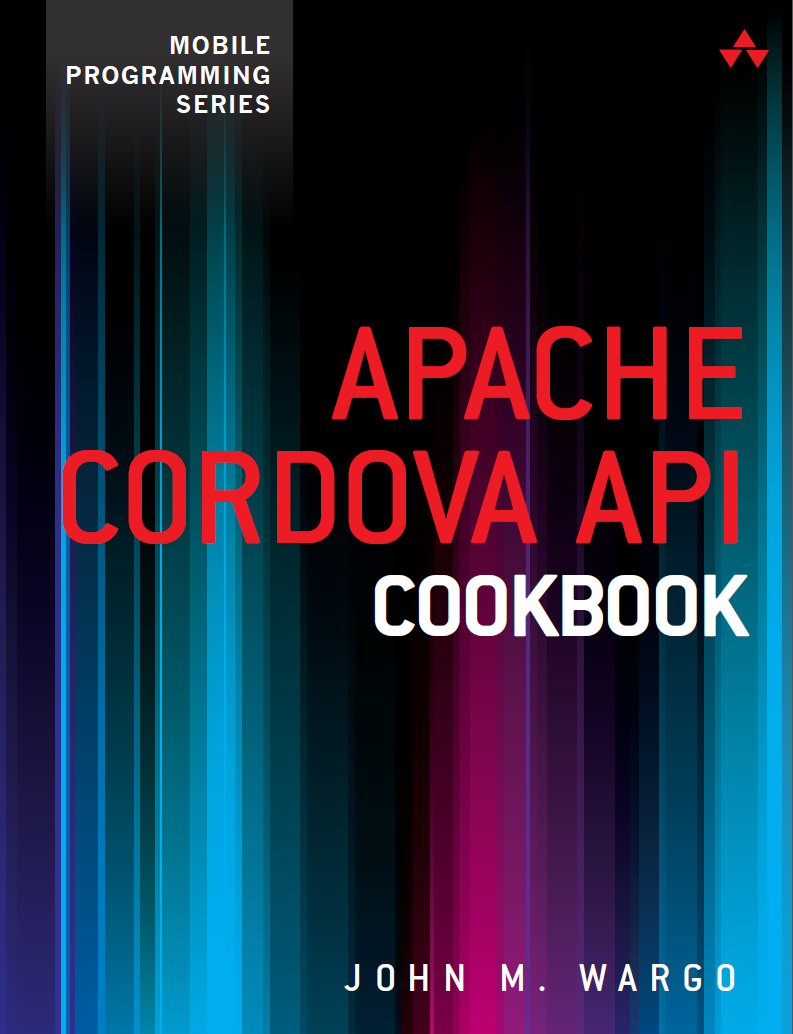 MOBILE
PROGRAMMING
SERIES
APACHE
CORDOVA API
COOKBOOK
JOHN M. WARGO